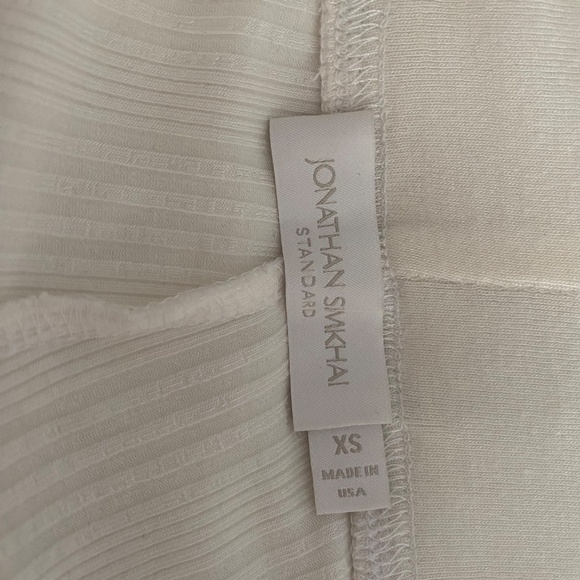 JONATHAN SIMKHAI
STANDARD
XS
MADE IN
USA